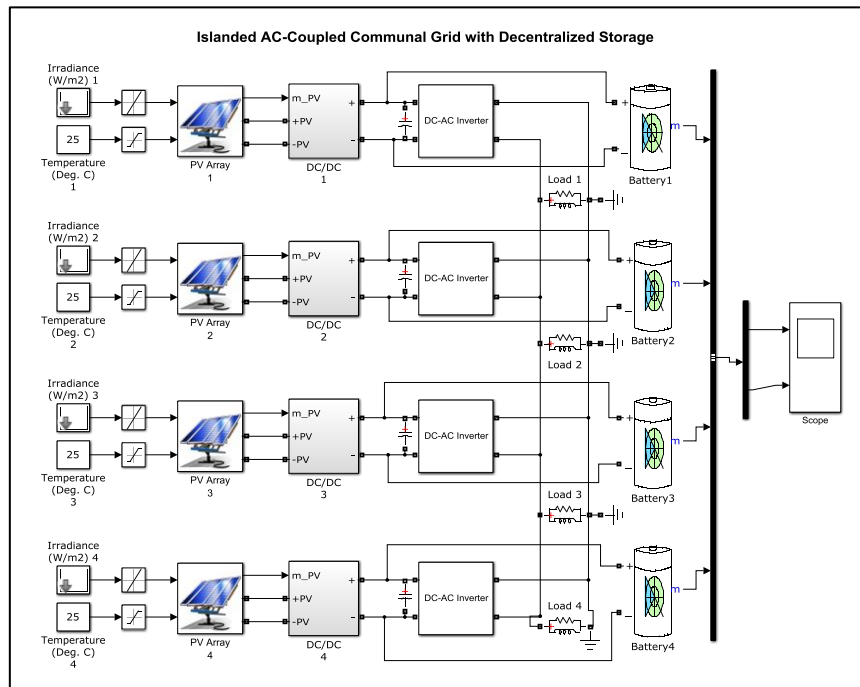 Islanded AC-Coupled Communal Grid with Decentralized Storage
Irradiance
(W/m2) 1
25
Temperature
(Deg. C)
1
PV Array
1
m_PV
+PV
-PV
+
-
DC/DC
1
DC-AC Inverter
Load 1
+
-
m
Battery1
Irradiance
(W/m2) 2
25
Temperature
(Deg. C)
2
PV Array
2
m_PV
+PV
-PV
+
-
DC/DC
2
DC-AC Inverter
Load 2
+
-
m
Battery2
Irradiance
(W/m2) 3
25
Temperature
(Deg. C)
3
PV Array
3
m_PV
+PV
-PV
+
-
DC/DC
3
DC-AC Inverter
Load 3
+
-
m
Battery3
Irradiance
(W/m2) 4
25
Temperature
(Deg. C)
4
PV Array
4
m_PV
+PV
-PV
+
-
DC/DC
4
DC-AC Inverter
Load 4
+
-
m
Battery4
Scope